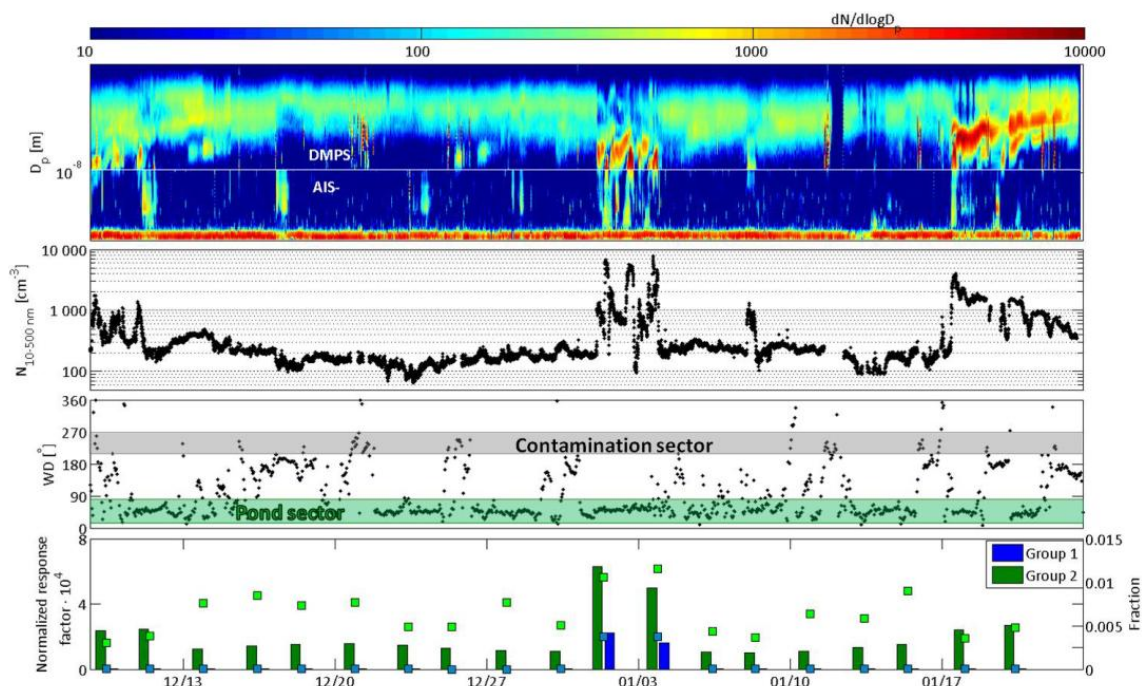 dN/dlogDp
10 100 1000 10000
Dp [m]
10-8
DMPS
AIS-
N10-500 nm [cm-3]
10 000
1 000
100
WD [°]
360
270
180
90
0
Contamination sector
Pond sector
Normalized response
factor · 10^4
8
4
0
Group 1
Group 2
0.015
0.01
0.005
0
Fraction
12/13 12/20 12/27 01/03 01/10 01/17